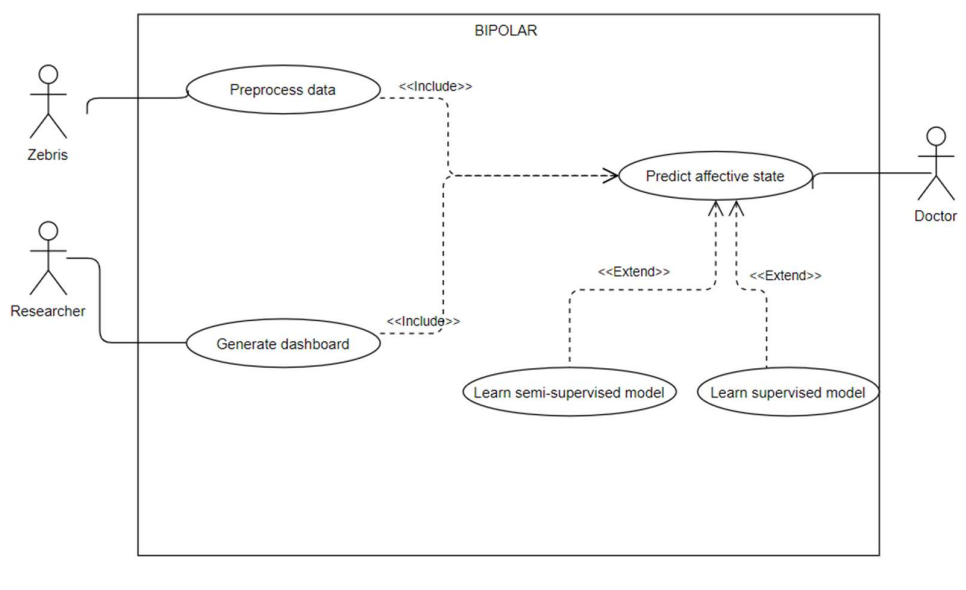 BIPOLAR
Preprocess data
<<Include>>
Zebris
Predict affective state
Doctor
Researcher
<<Extend>>
<<Extend>>
<<Include>>
Generate dashboard
Learn semi-supervised model
Learn supervised model